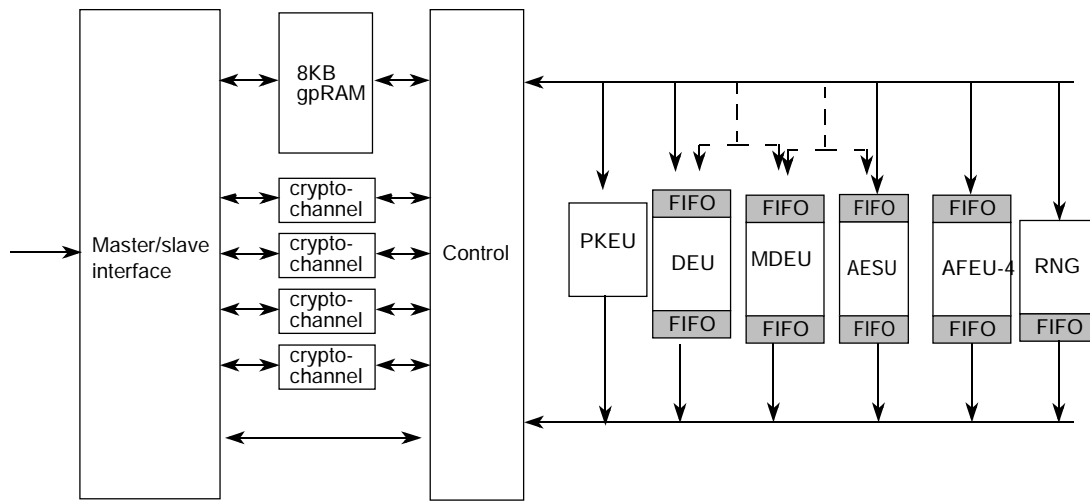 8KB
gpRAM
crypto-
channel
crypto-
channel
crypto-
channel
crypto-
channel
Master/slave
interface
Control
FIFO
FIFO
FIFO
FIFO
PKEU
DEU
MDEU
AESU
AFEU-4
RNG
FIFO
FIFO
FIFO
FIFO
FIFO